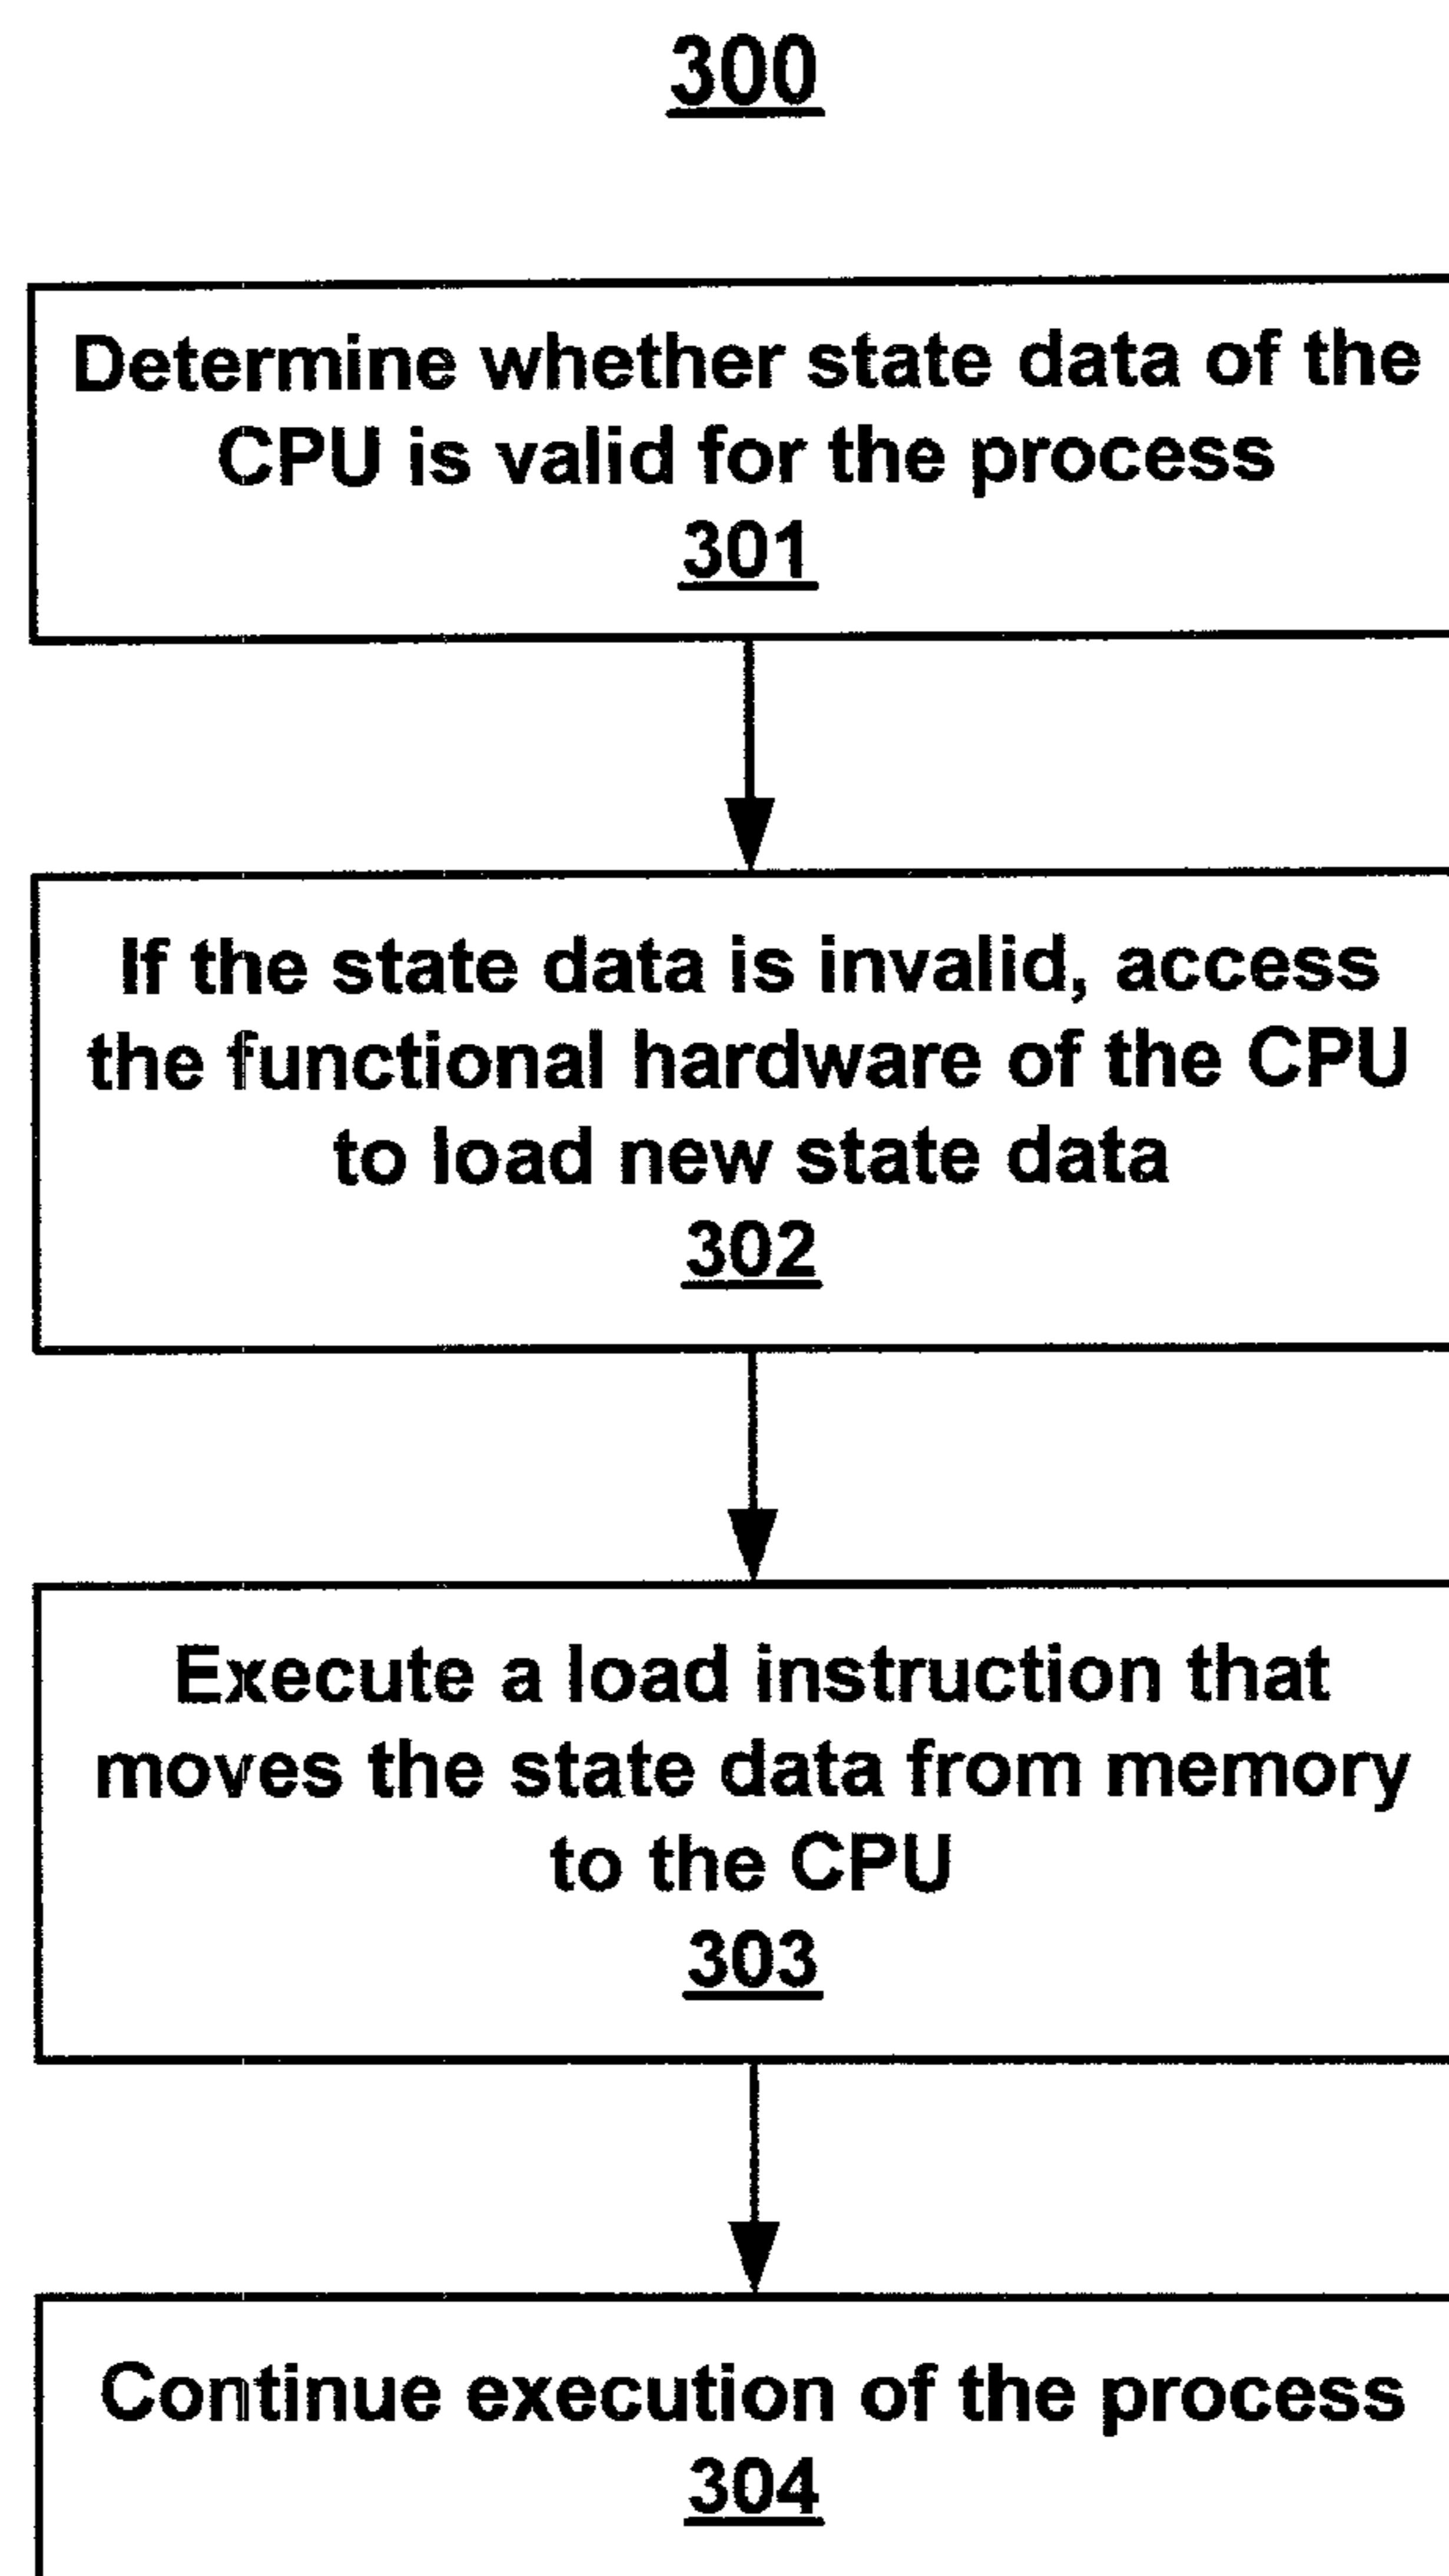 300
Determine whether state data of the
CPU is valid for the process
301
If the state data is invalid, access
the functional hardware of the CPU
to load new state data
302
Execute a load instruction that
moves the state data from memory
to the CPU
303
Continue execution of the process
304